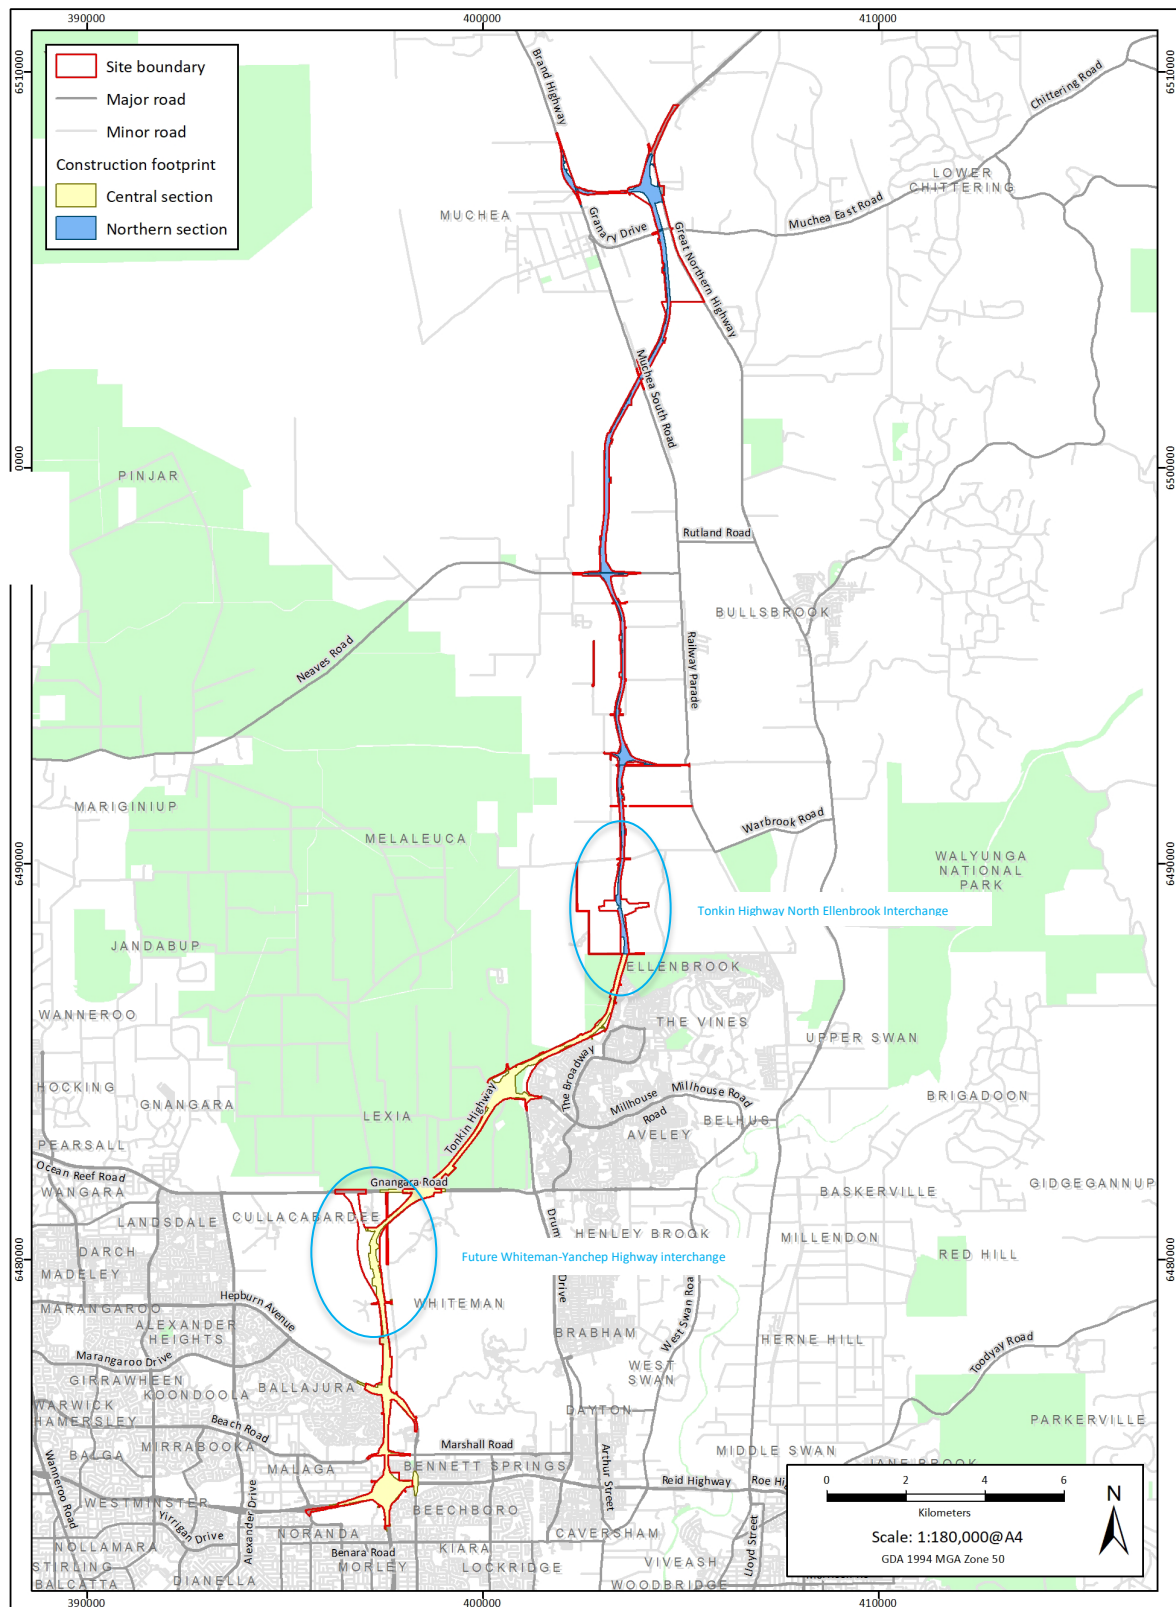 390000
400000
410000
6510000
6510000
Site boundary
Major road
Minor road
Construction footprint
Central section
Northern section
Brand Highway
Chittering Road
LOWER
CHITTERING
MUCHEA
Granary Drive
Muchea East Road
Great Northern Highway
Muchea South Road
0000
6500000
PINJAR
Rutland Road
BULLSBROOK
Neaves Road
Railway Parade
MARIGINIUP
MELALEUCA
Warbrook Road
6490000
6490000
WALYUNGA
NATIONAL
PARK
Tonkin Highway North Ellenbrook Interchange
JANDABUP
ELLENBROOK
WANNEROO
THE VINES
UPPER SWAN
HOCKING
GNANGARA
LEXIA
Tonkin Highway
The Broadway
Millhouse
Road
Millhouse Road
BELHUS
BRIGADOON
AVELEY
PEARSALL
Ocean Reef Road
Gnangara Road
WANGARA
BASKERVILLE
GIDGEGANNUP
LANDSDALE
CULLACABARDEE
Drum
HENLEY BROOK
MILLENDON
DARCH
RED HILL
6480000
6480000
Future Whiteman-Yanchep Highway interchange
MADELEY
Hepburn Avenue
WHITEMAN
Drive
West Swan Roa
MARANGAROO
ALEXANDER
HEIGHTS
BRABHAM
HERNE HILL
Toodyay Road
Marangaroo Drive
WEST
SWAN
GIRRAWHEEN
KOONDOOLA
BALLAJURA
WARWICK
HAMERSLEY
DAYTON
PARKERVILLE
Beach Road
MIRRABOOKA
Marshall Road
MIDDLE SWAN
BALGA
MALAGA
BENNETT SPRINGS
JANE BROOK
Wanneroo Road
Arthur Street
Reid Highway
Roe Hig
WESTMINSTER
Yirrigan Drive
Alexander Drive
BEECHBORO
Lloyd Street
NORANDA
CAVERSHAM
NOLLAMARA
Benara Road
KIARA
STIRLING
MORLEY
LOCKRIDGE
VIVEASH
BALCATTA
DIANELLA
WOODBRIDGE
0
2
4
6
Kilometers
N
Scale: 1:180,000@A4
GDA 1994 MGA Zone 50
390000
400000
410000